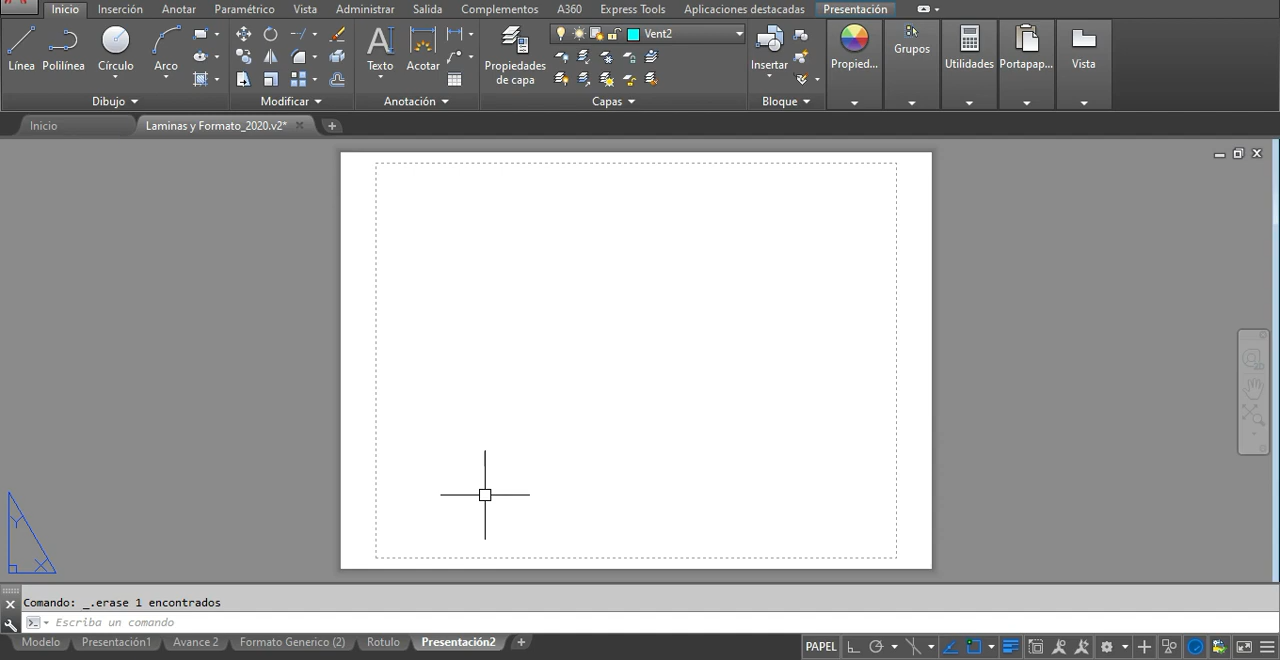 Inicio Inserción Anotar Paramétrico Vista Administrar Salida Complementos A360 Express Tools Aplicaciones destacadas Presentación
Línea Polilínea Círculo Arco Texto Acotar Propiedades de capa Vent2 Insertar Propied... Grupos Utilidades Portapap... Vista
Dibujo Modificar Anotación Capas Bloque
Inicio Laminas y Formato_2020.v2*
Y
X
Comando: _.erase 1 encontrados
Escriba un comando
Modelo Presentación1 Avance 2 Formato Generico (2) Rotulo Presentación2 + PAPEL